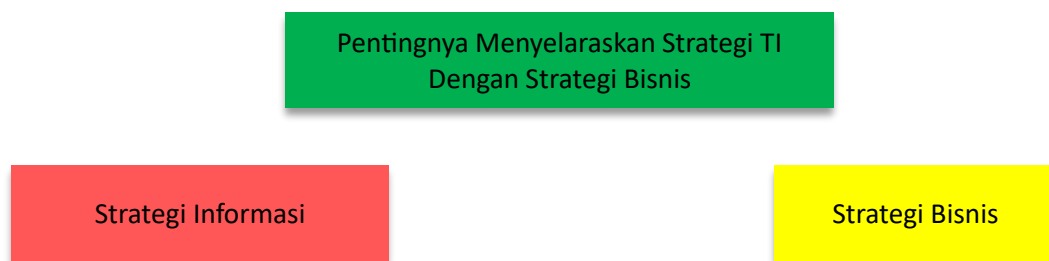 Pentingnya Menyelaraskan Strategi TI
Dengan Strategi Bisnis
Strategi Informasi
Strategi Bisnis